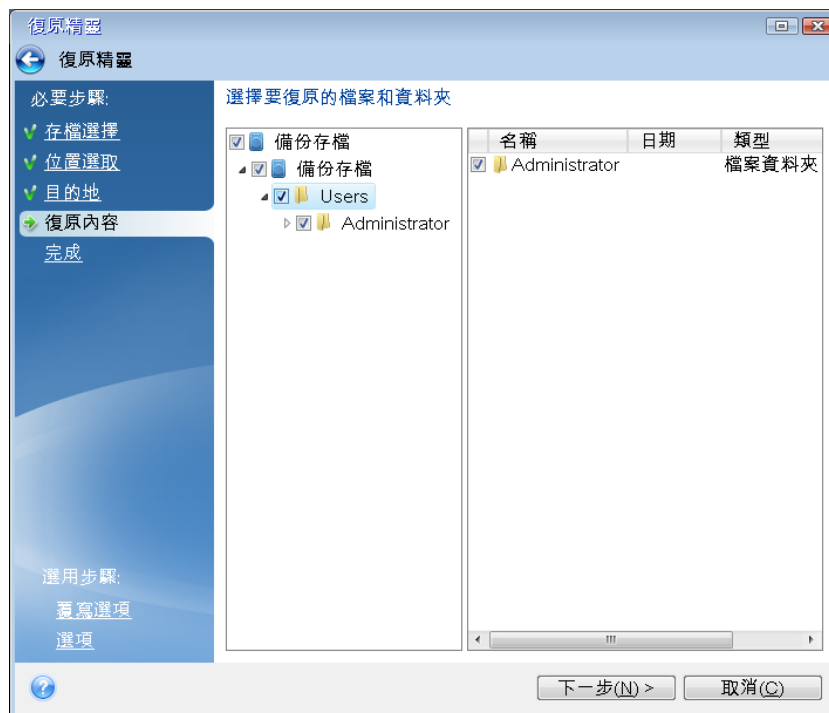 復原精靈
復原精靈
必要步驟:
存檔選擇
位置選取
目的地
復原內容
完成
選用步驟:
覆寫選項
選項
選擇要復原的檔案和資料夾
備份存檔
備份存檔
Users
Administrator
名稱 日期 類型
Administrator 檔案資料夾
下一步(N) >
取消(C)